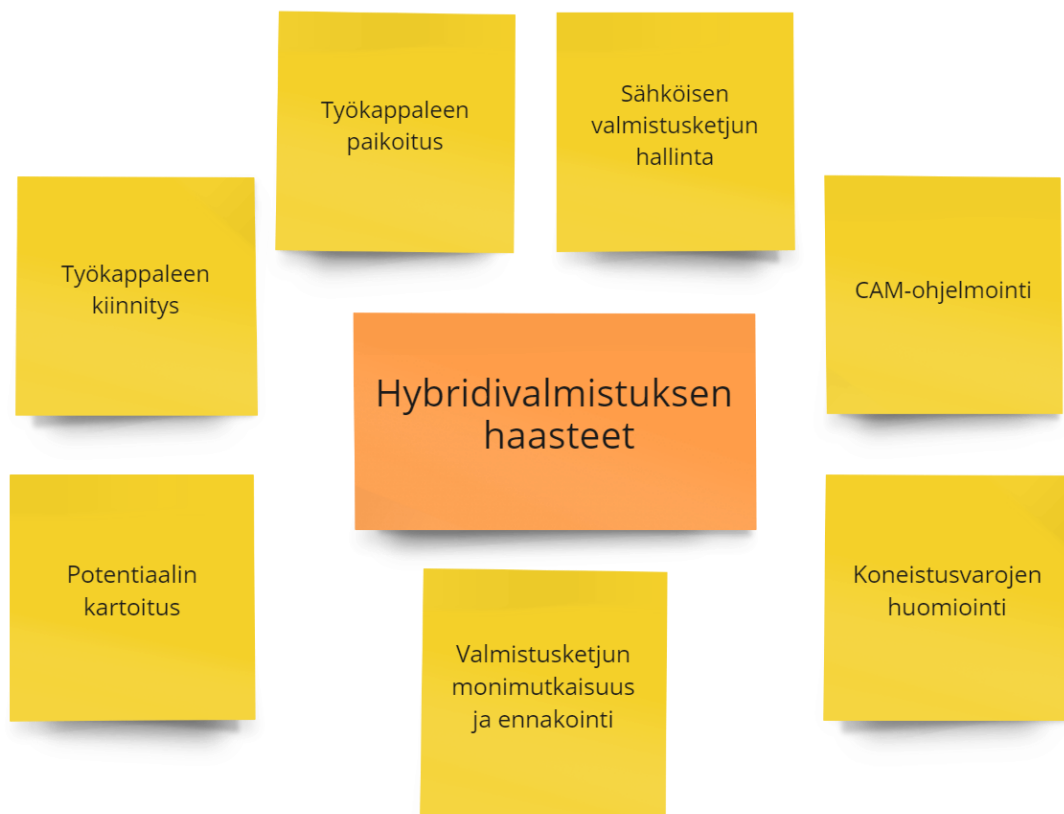 Työkappaleen
paikoitus
Sähköisen
valmistusketjun
hallinta
Työkappaleen
kiinnitys
CAM-ohjelmointi
Hybridivalmistuksen
haasteet
Potentiaalin
kartoitus
Koneistusvarojen
huomiointi
Valmistusketjun
monimutkaisuus
ja ennakointi